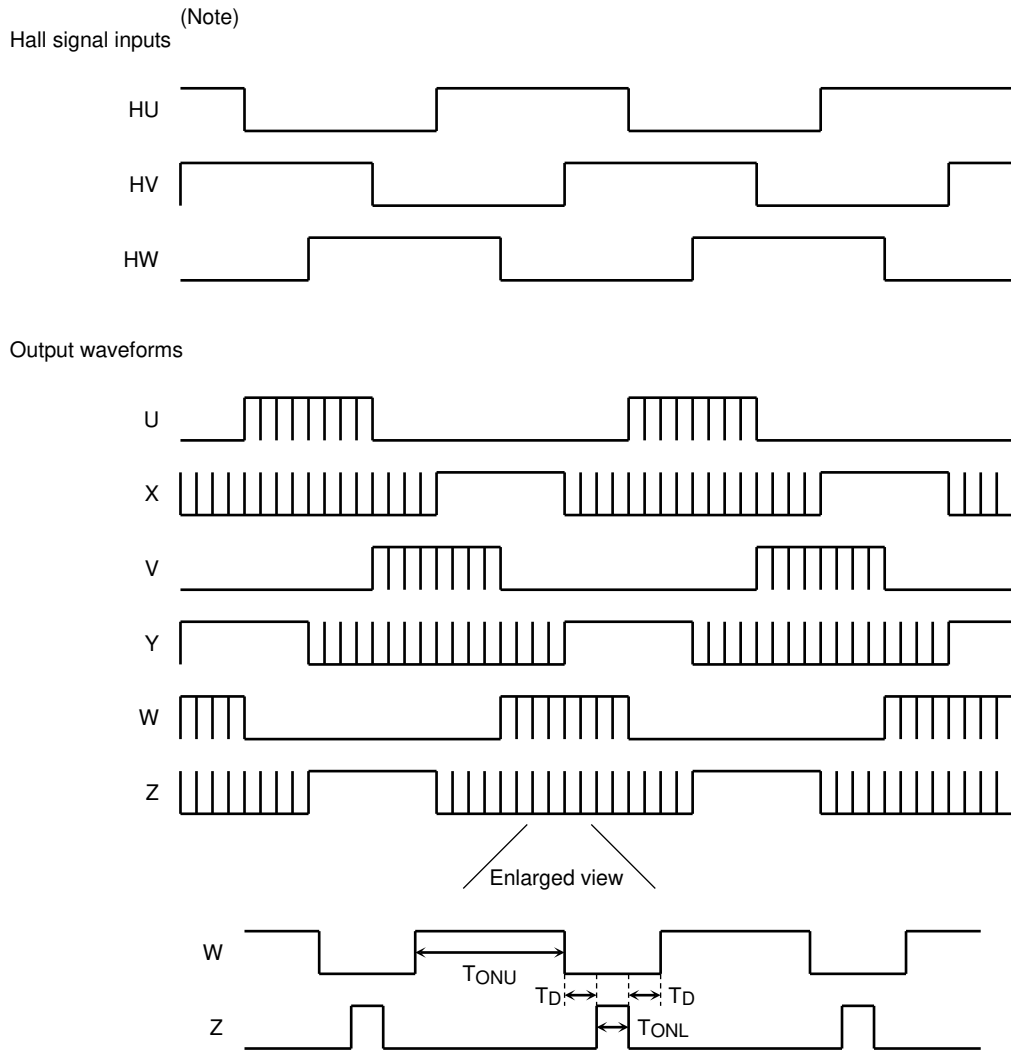 (Note)
Hall signal inputs
HU
HV
HW
Output waveforms
U
X
V
Y
W
Z
Enlarged view
W
TONU
TD
TD
Z
TONL